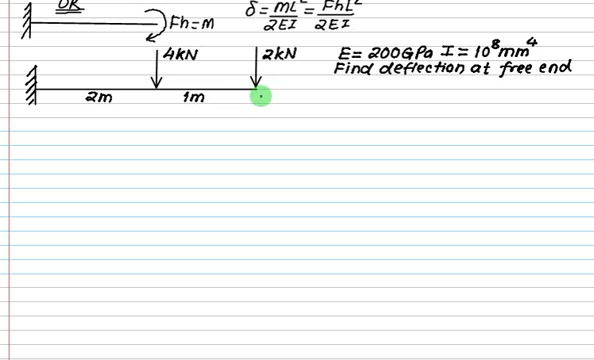 OR
Fh=M δ=ML²/2EI=FhL²/2EI
4kN 2kN E=200GPa I=10⁸mm⁴
Find deflection at free end
2m 1m